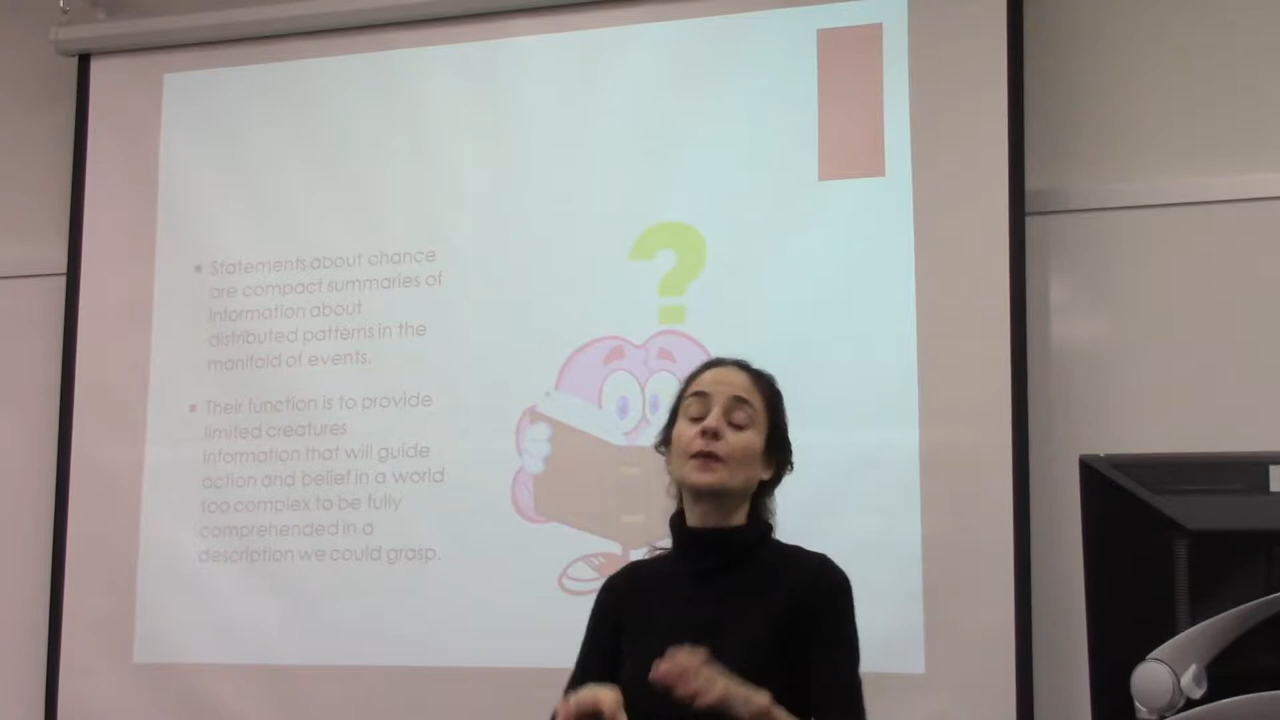 Statements about chance
are compact summaries of
information about
distributed patterns in the
manifold of events.
Their function is to provide
limited creatures
information that will guide
action and belief in a world
too complex to be fully
comprehended in a
description we could grasp.
?